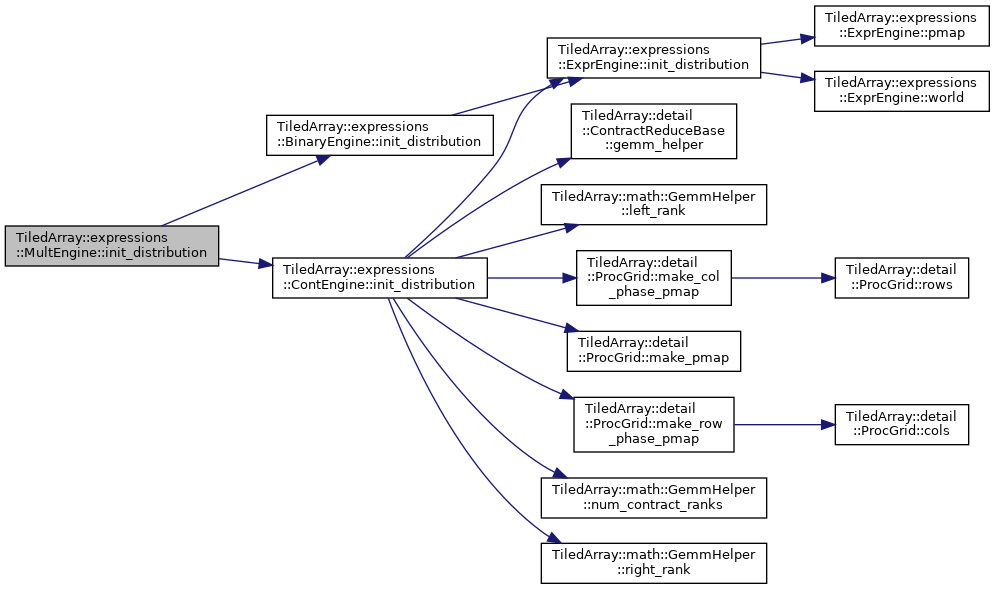 TiledArray::expressions
::MultEngine::init_distribution
TiledArray::expressions
::BinaryEngine::init_distribution
TiledArray::expressions
::ContEngine::init_distribution
TiledArray::expressions
::ExprEngine::init_distribution
TiledArray::detail
::ContractReduceBase
::gemm_helper
TiledArray::math::GemmHelper
::left_rank
TiledArray::detail
::ProcGrid::make_col
_phase_pmap
TiledArray::detail
::ProcGrid::make_pmap
TiledArray::detail
::ProcGrid::make_row
_phase_pmap
TiledArray::math::GemmHelper
::num_contract_ranks
TiledArray::math::GemmHelper
::right_rank
TiledArray::expressions
::ExprEngine::pmap
TiledArray::expressions
::ExprEngine::world
TiledArray::detail
::ProcGrid::rows
TiledArray::detail
::ProcGrid::cols